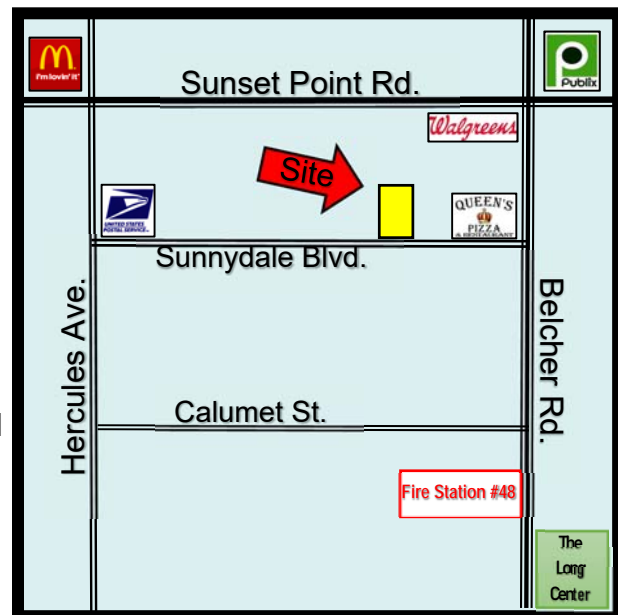 M
i'm lovin' it®
Sunset Point Rd.
P
Publix
Walgreens
Site
UNITED STATES
POSTAL SERVICE
QUEEN'S
PIZZA
& RESTAURANT
Sunnydale Blvd.
Hercules Ave.
Belcher Rd.
Calumet St.
Fire Station #48
The
Long
Center